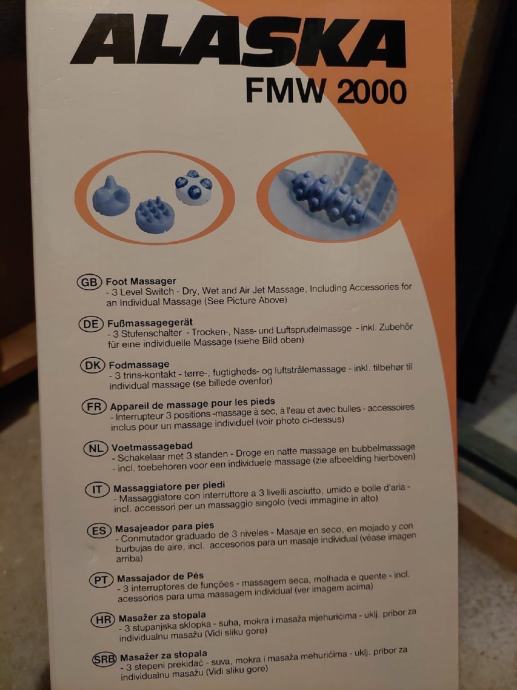 ALASKA
FMW 2000
GB Foot Massager
- 3 Level Switch - Dry, Wet and Air Jet Massage, Including Accessories for
an Individual Massage (See Picture Above)
DE Fußmassagegerät
- 3 Stufenschalter - Trocken-, Nass- und Luftsprudelmassge - inkl. Zubehör
für eine individuelle Massage (siehe Bild oben)
DK Fodmassage
- 3 trins-kontakt - tørre-, fugtigheds- og luftstrålemassage - inkl. tilbehør til
individual massage (se billede ovenfor)
FR Appareil de massage pour les pieds
- Interrupteur 3 positions -massage à sec, a l'eau et avec bulles - accessoires
inclus pour un massage individuel (voir photo ci-dessus)
NL Voetmassagebad
- Schakelaar met 3 standen - Droge en natte massage en bubbelmassage
- incl. toebehoren voor een individuele massage (zie afbeelding hierboven)
IT Massaggiatore per piedi
- Massaggiatore con interruttore a 3 livelli asciutto, umido e bolle d'aria -
incl. accessori per un massaggio singolo (vedi immagine in alto)
ES Masajeador para pies
- Conmutador graduado de 3 niveles - Masaje en seco, en mojado y con
burbujas de aire, incl. accesorios para un masaje individual (véase imagen
arriba)
PT Massajador de Pés
- 3 interruptores de funções - massagem seca, molhada e quente - incl.
acessórios para uma massagem individual (ver imagem acima)
HR Masažer za stopala
- 3 stupanjska sklopka - suha, mokra i masaža mjehurićima - uklj. pribor za
individualnu masažu (Vidi sliku gore)
SRB Masažer za stopala
- 3 stepeni prekidač - suva, mokra i masaža mehurićima - uklj. pribor za
individualnu masažu (Vidi sliku gore)